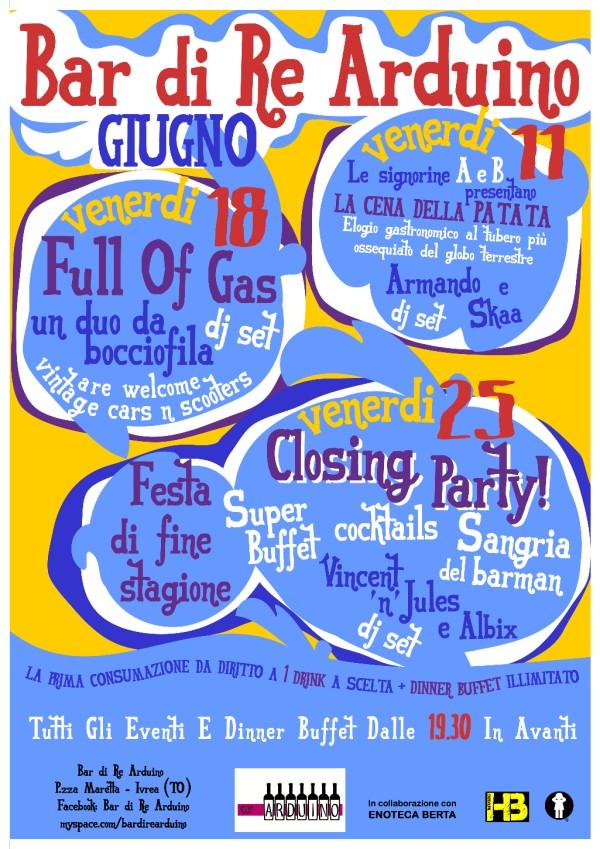 Bar di Re Arduino
GIUGNO
venerdi 11
Le signorine A e B
presentano
LA CENA DELLA PATATA
Elogio gastronomico al tubero più
ossequiato del globo terrestre
Armando e
dj set Skaa
venerdi 18
Full Of Gas
un duo da
bocciofila dj set
vintage cars n scooters
are welcome
venerdi 25
Closing Party!
Festa
di fine
stagione
Super
Buffet
cocktails
Sangria
del barman
Vincent
'n' Jules
e Albix
dj set
LA PRIMA CONSUMAZIONE DA DIRITTO A 1 DRINK A SCELTA + DINNER BUFFET ILLIMITATO
Tutti Gli Eventi E Dinner Buffet Dalle 19.30 In Avanti
Bar di Re Arduino
P.zza Maretta - Ivrea (TO)
Facebook Bar di Re Arduino
myspace.com/bardirearduino
ARDUINO
In collaborazione con
ENOTECA BERTA
HB